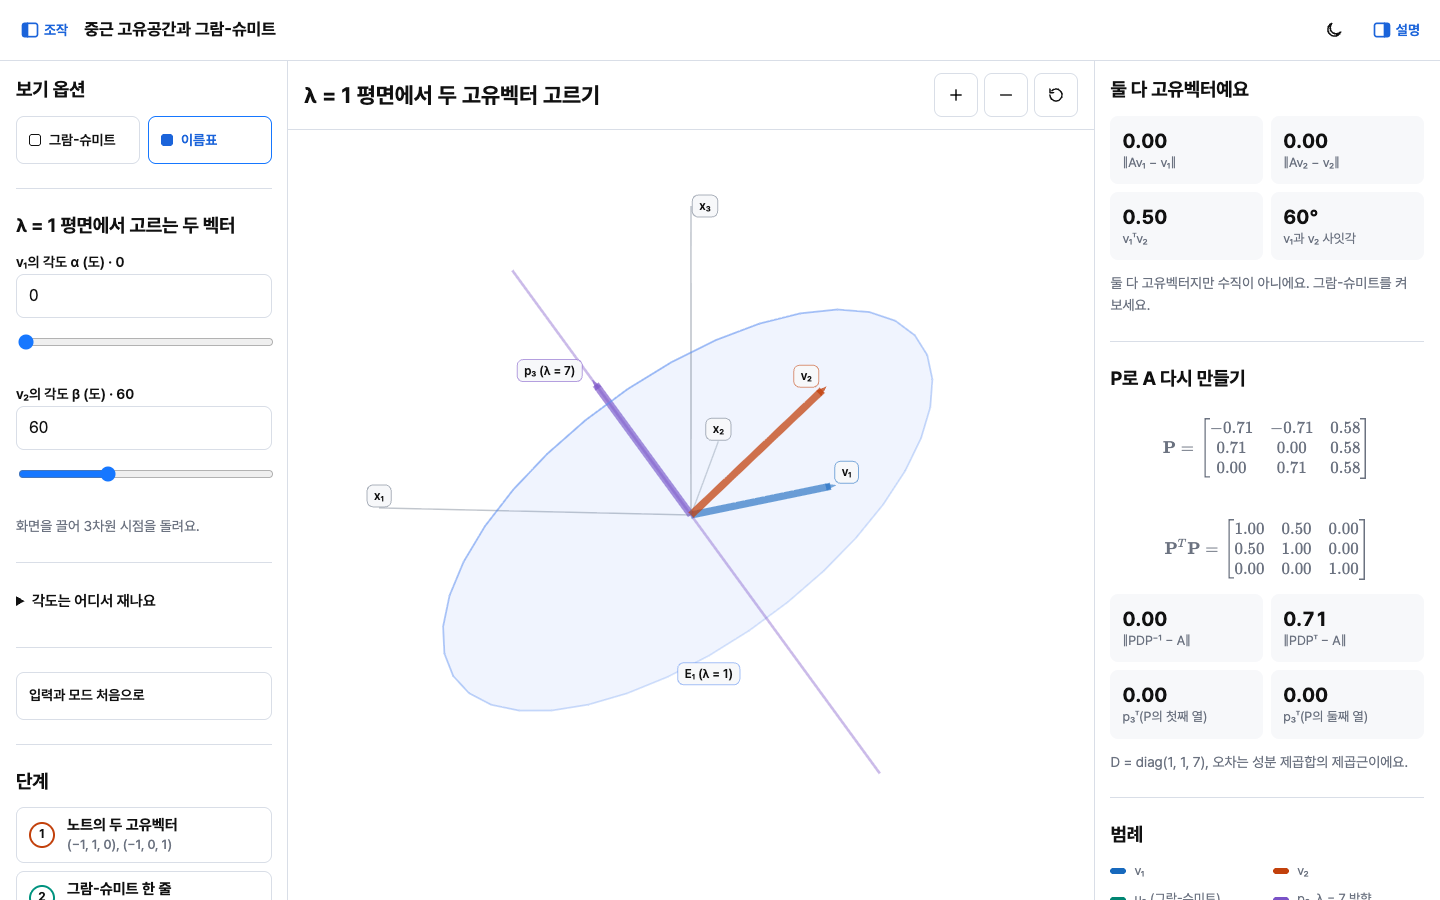 조작
중근 고유공간과 그람-슈미트
설명
보기 옵션
그람-슈미트
이름표
λ = 1 평면에서 고르는 두 벡터
v₁의 각도 α (도) · 0
0
v₂의 각도 β (도) · 60
60
화면을 끌어 3차원 시점을 돌려요.
각도는 어디서 재나요
입력과 모드 처음으로
단계
1
노트의 두 고유벡터
(−1, 1, 0), (−1, 0, 1)
2
그람-슈미트 한 줄
λ = 1 평면에서 두 고유벡터 고르기
x₃
p₃ (λ = 7)
v₂
x₂
v₁
x₁
E₁ (λ = 1)
둘 다 고유벡터예요
0.00
‖Av₁ − v₁‖
0.00
‖Av₂ − v₂‖
0.50
v₁ᵀv₂
60°
v₁과 v₂ 사잇각
둘 다 고유벡터지만 수직이 아니에요. 그람-슈미트를 켜
보세요.
P로 A 다시 만들기
P =
−0.71 −0.71 0.58
0.71 0.00 0.58
0.00 0.71 0.58
PᵀP =
1.00 0.50 0.00
0.50 1.00 0.00
0.00 0.00 1.00
0.00
‖PDP⁻¹ − A‖
0.71
‖PDPᵀ − A‖
0.00
p₃ᵀ(P의 첫째 열)
0.00
p₃ᵀ(P의 둘째 열)
D = diag(1, 1, 7), 오차는 성분 제곱합의 제곱근이에요.
범례
v₁
v₂
(그람-슈미트)
λ = 7 방향